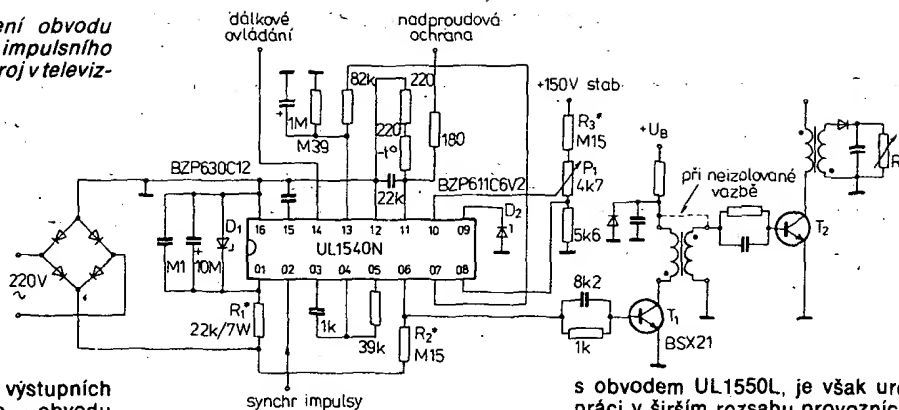 ení obvodu
impulsního
roj v televiz-
dálkové
ovládání
nadproudová
ochrana
82k
220
+150V stab.
1M
M39
220
-t°
180
R3*
M15
+UB
BZP630C12
22k
BZP611C6V2
P1
4k7
při neizolované
vazbě
R
D1
16 15 14 13 12 11 10 09
D2
5k6
T2
M1
10M
UL1540N
220V
~
01 02 03 04 05 06 07 08
8k2
R1*
22k/7W
1k
39k
R2*
M15
1k
T1
BSX21
výstupních
obvodu
synchr impulsy
s obvodem UL1550L, je však urč
práci v širším rozsahu provozníc